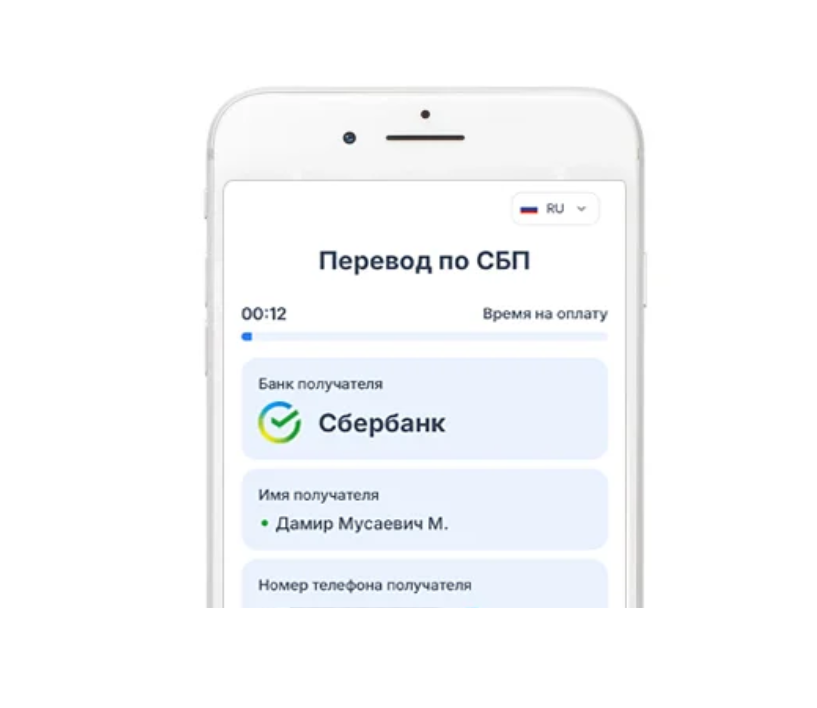 RU
Перевод по СБП
00:12 Время на оплату
Банк получателя
Сбербанк
Имя получателя
• Дамир Мусаевич М.
Номер телефона получателя